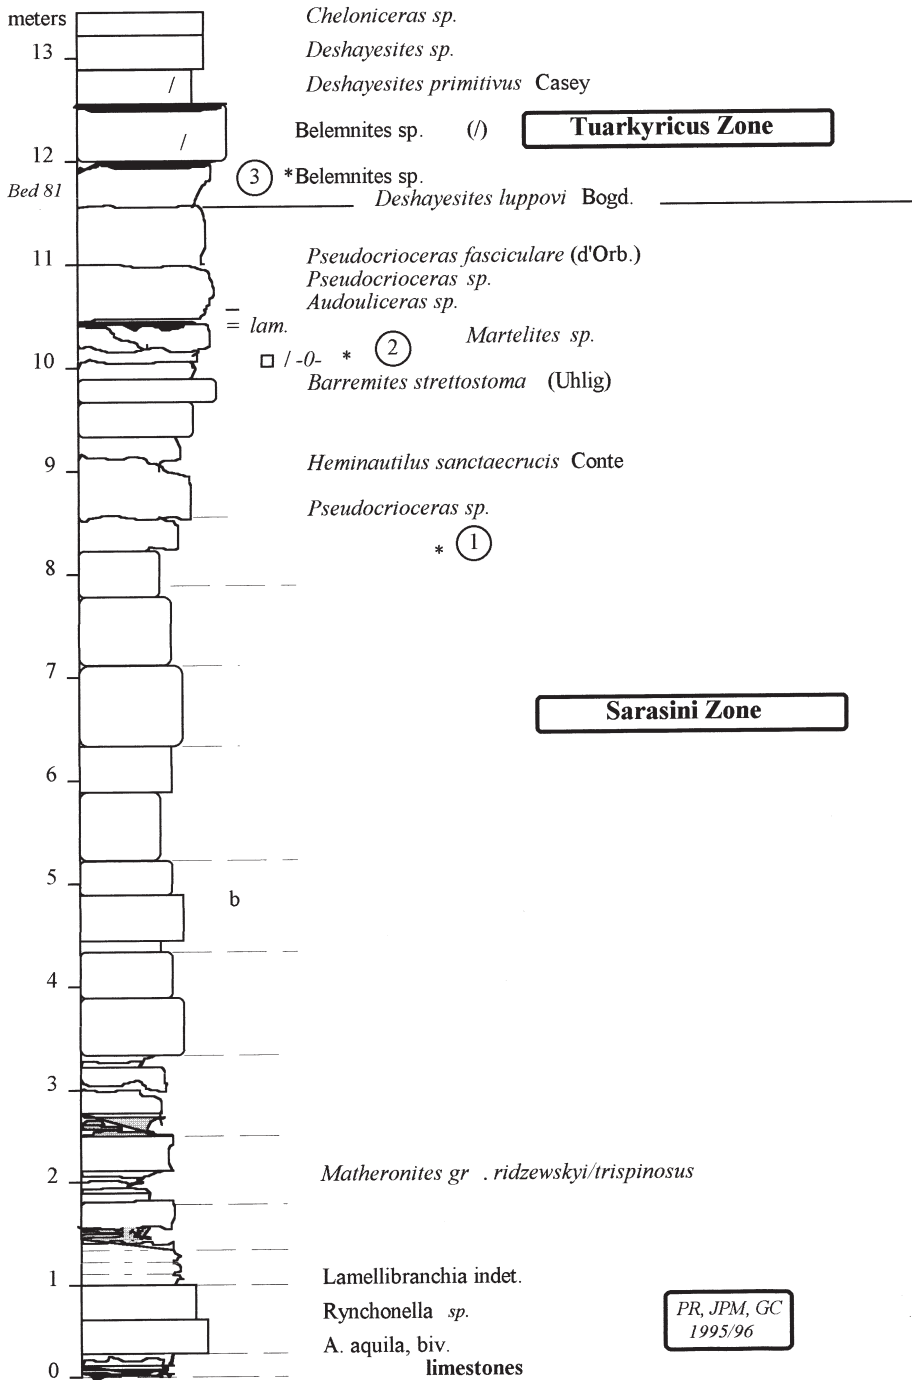 meters
Cheloniceras sp.
13
Deshayesites sp.
/
Deshayesites primitivus Casey
/
Belemnites sp. (/)
Tuarkyricus Zone
12
3
*Belemnites sp.
Bed 81
Deshayesites luppovi Bogd.
11
Pseudocrioceras fasciculare (d'Orb.)
Pseudocrioceras sp.
Audouliceras sp.
= lam.
Martelites sp.
10
/ -0- * 2
Barremites strettostoma (Uhlig)
9
Heminautilus sanctaecrucis Conte
Pseudocrioceras sp.
* 1
8
7
Sarasini Zone
6
5
b
4
3
2
Matheronites gr . ridzewskyi/trispinosus
1
Lamellibranchia indet.
Rynchonella sp.
PR, JPM, GC
1995/96
A. aquila, biv.
0
limestones